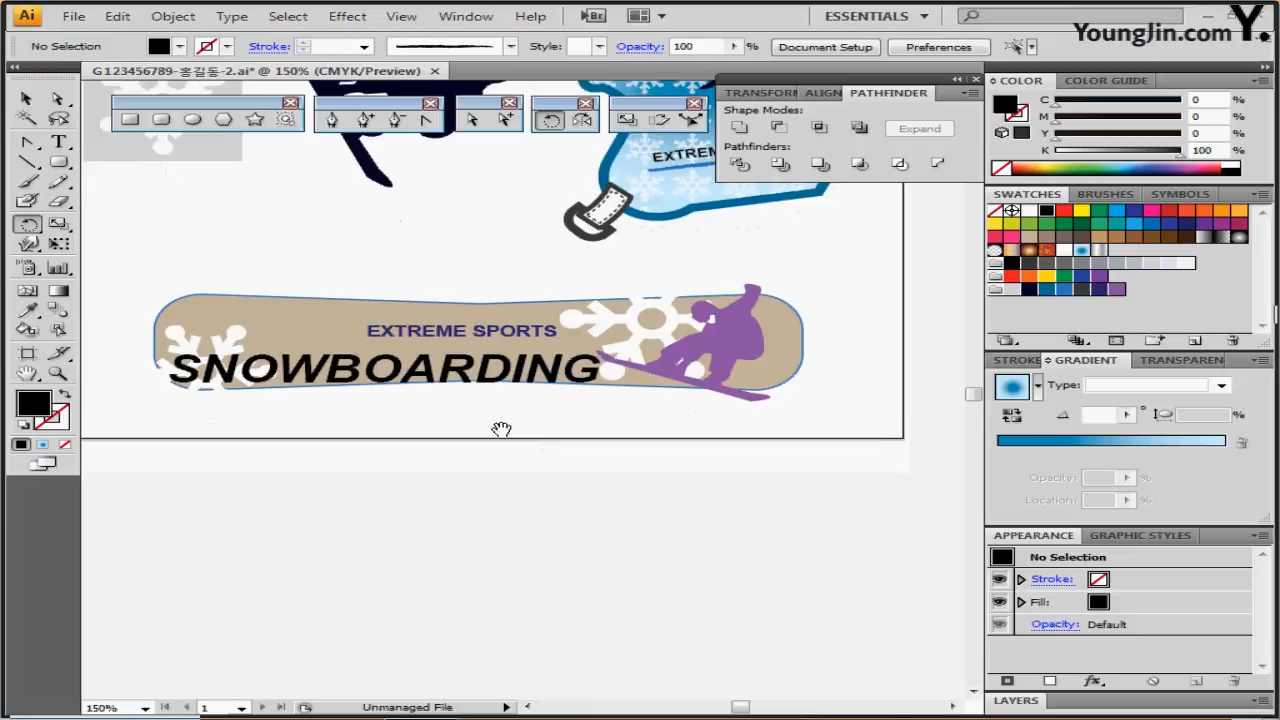 Ai File Edit Object Type Select Effect View Window Help Br ESSENTIALS
YoungJin.com Y.
No Selection Stroke: Style: Opacity: 100 % Document Setup Preferences
G123456789-홍길동-2.ai* @ 150% (CMYK/Preview)
TRANSFORM ALIGN PATHFINDER
Shape Modes:
Expand
Pathfinders:
COLOR COLOR GUIDE
C 0 %
M 0 %
Y 0 %
K 100 %
SWATCHES BRUSHES SYMBOLS
EXTREME
EXTREME SPORTS
SNOWBOARDING
STROKE GRADIENT TRANSPAREN
Type:
° %
Opacity: %
Location: %
APPEARANCE GRAPHIC STYLES
No Selection
Stroke:
Fill:
Opacity: Default
fx
LAYERS
150% 1 Unmanaged File